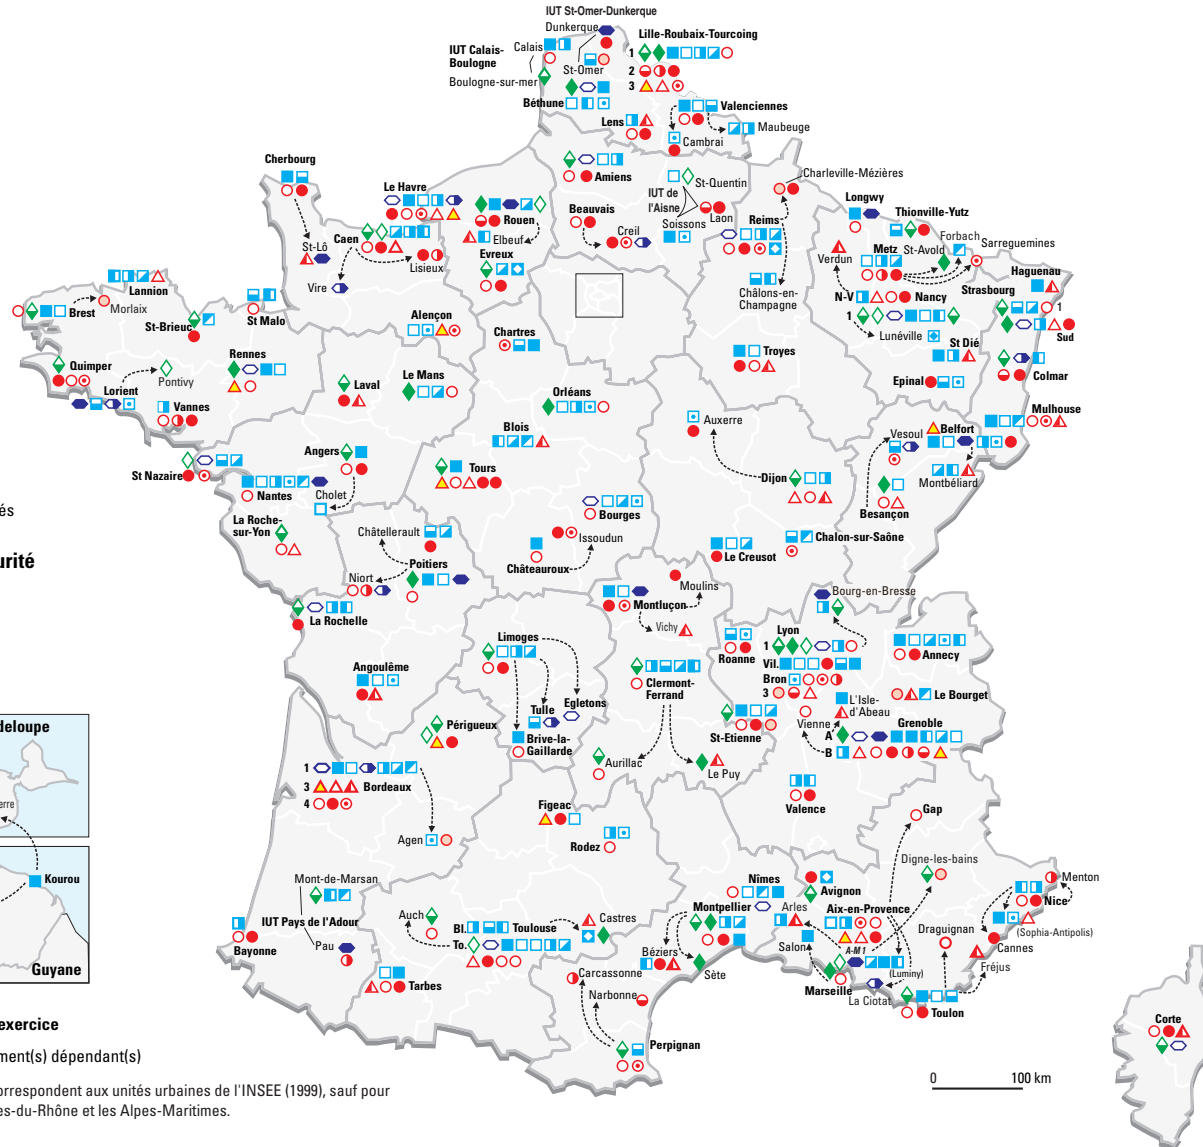 IUT St-Omer-Dunkerque
Dunkerque
Lille-Roubaix-Tourcoing
IUT Calais-
Boulogne
Calais
1
2
3
St-Omer
Boulogne-sur-mer
Béthune
Valenciennes
Lens
Maubeuge
Cambrai
Cherbourg
Charleville-Mézières
Amiens
St-Quentin
Le Havre
IUT de
l'Aisne
Longwy
Thionville-Yutz
Beauvais
Laon
Rouen
Reims
Forbach
St-Lô
Caen
Creil
Soissons
Elbeuf
Metz
St-Avold
Sarreguemines
Verdun
Lisieux
Evreux
Haguenau
Vire
Châlons-en-
Champagne
N-V
Nancy
Strasbourg
1
Lannion
1
Brest
Morlaix
St Malo
St-Brieuc
Alençon
Chartres
Lunéville
Sud
St Dié
Troyes
Rennes
Quimper
Pontivy
Laval
Le Mans
Epinal
Colmar
Lorient
Orléans
Vannes
Auxerre
Mulhouse
Blois
Vesoul
Belfort
Angers
St Nazaire
Tours
Dijon
Montbéliard
Nantes
Cholet
Besançon
és
Bourges
La Roche-
sur-Yon
Châtellerault
Issoudun
Chalon-sur-Saône
urité
Le Creusot
Poitiers
Châteauroux
Niort
Moulins
Bourg-en-Bresse
Montluçon
La Rochelle
Vichy
Lyon
Limoges
1
Roanne
Annecy
Vil.
Angoulême
Clermont-
Ferrand
Bron
3
Le Bourget
Tulle
Egletons
L'Isle-
d'Abeau
Vienne
Grenoble
deloupe
Périgueux
Brive-la-
Gaillarde
St-Etienne
A
B
Aurillac
Le Puy
1
3
Bordeaux
4
erre
Valence
Figeac
Gap
Agen
Rodez
Digne-les-bains
Kourou
Mont-de-Marsan
Nîmes
Menton
Avignon
Nice
IUT Pays de l'Adour
Auch
Castres
Montpellier
Arles
Aix-en-Provence
Bl.
Toulouse
(Sophia-Antipolis)
Draguignan
To.
Pau
Salon
A-M 1
Cannes
Bayonne
Béziers
Guyane
(Luminy)
Fréjus
Carcassonne
Sète
Tarbes
Marseille
La Ciotat
Narbonne
Toulon
exercice
Corte
Perpignan
ment(s) dépendant(s)
0
100 km
orrespondent aux unités urbaines de l'INSEE (1999), sauf pour
es-du-Rhône et les Alpes-Maritimes.